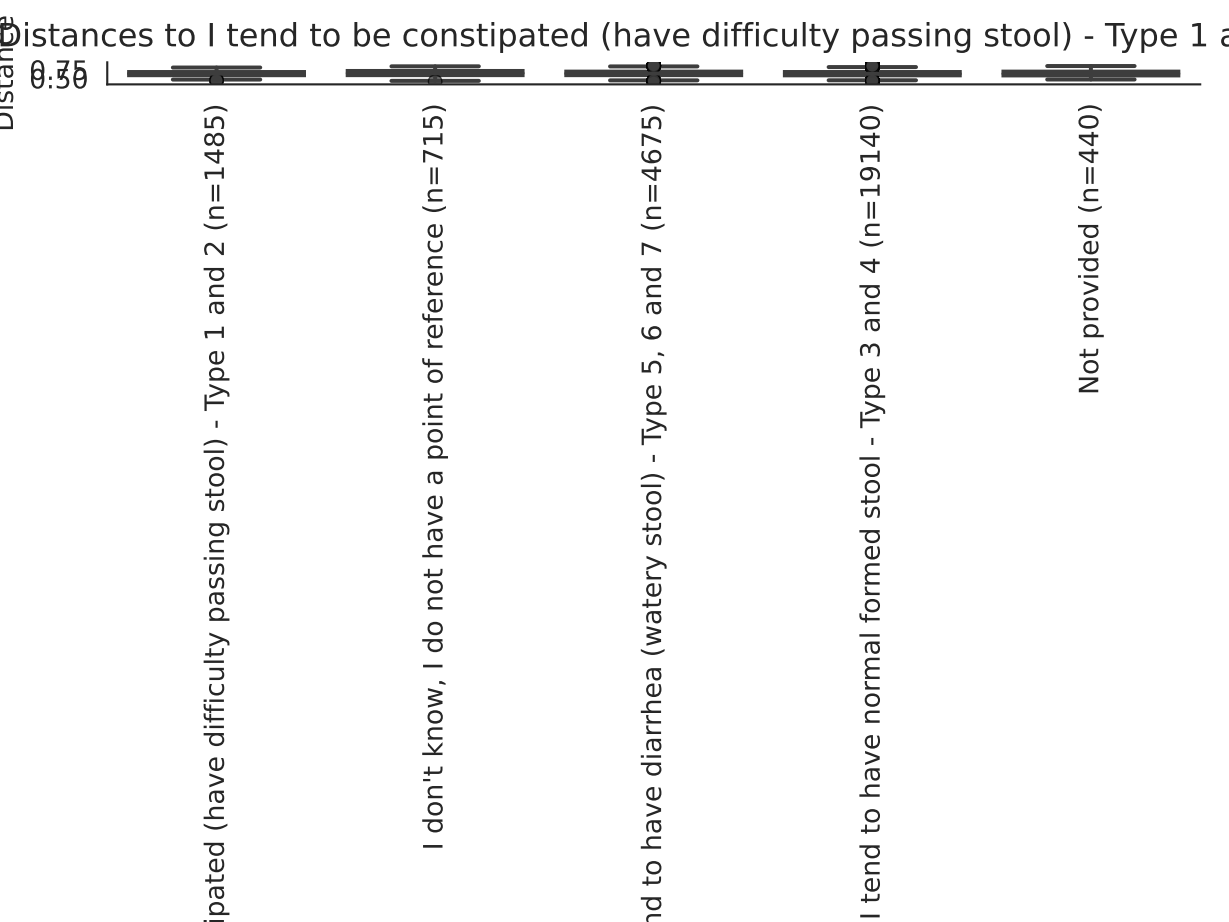 Distances to I tend to be constipated (have difficulty passing stool) - Type 1 a
Distance
0.75
0.50
ipated (have difficulty passing stool) - Type 1 and 2 (n=1485)
I don't know, I do not have a point of reference (n=715)
nd to have diarrhea (watery stool) - Type 5, 6 and 7 (n=4675)
I tend to have normal formed stool - Type 3 and 4 (n=19140)
Not provided (n=440)